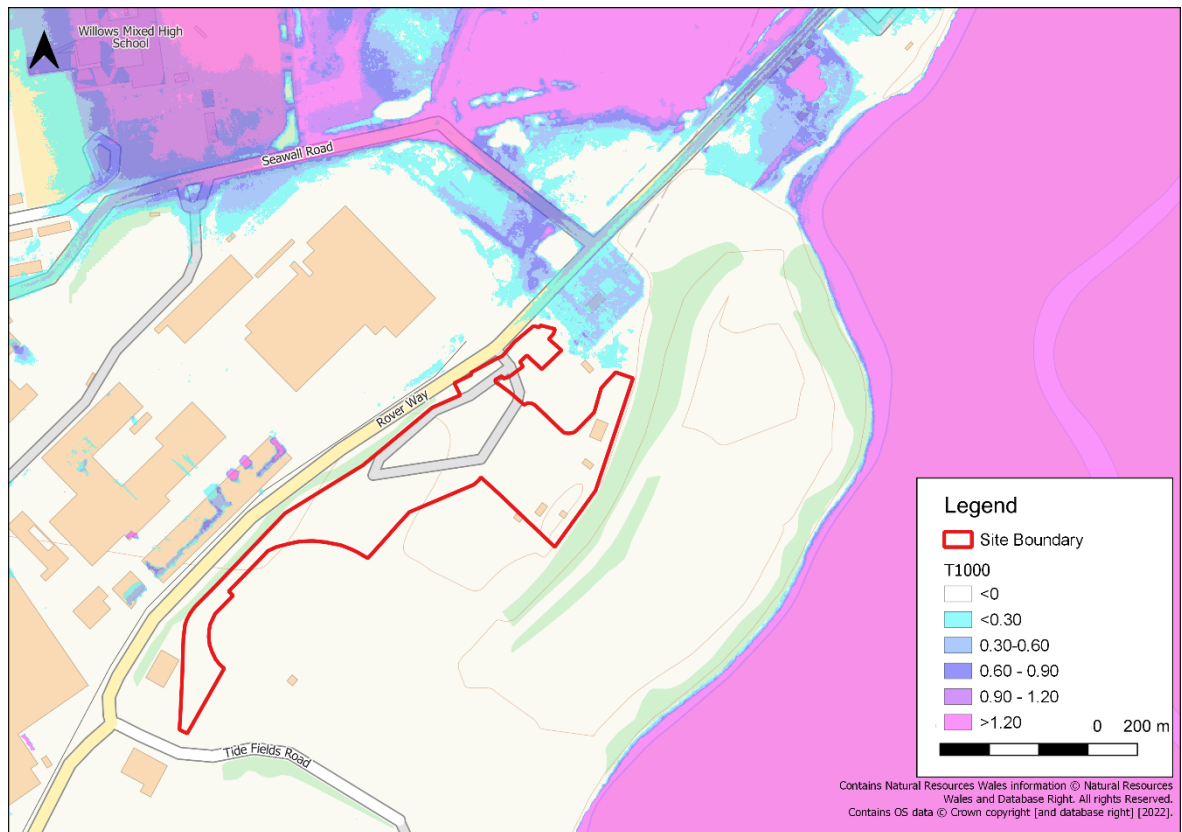 Willows Mixed High
School
Seawall Road
Rover Way
Tide Fields Road
Legend
Site Boundary
T1000
<0
<0.30
0.30-0.60
0.60 - 0.90
0.90 - 1.20
>1.20
0 200 m
Contains Natural Resources Wales information © Natural Resources
Wales and Database Right. All rights Reserved.
Contains OS data © Crown copyright [and database right] [2022].